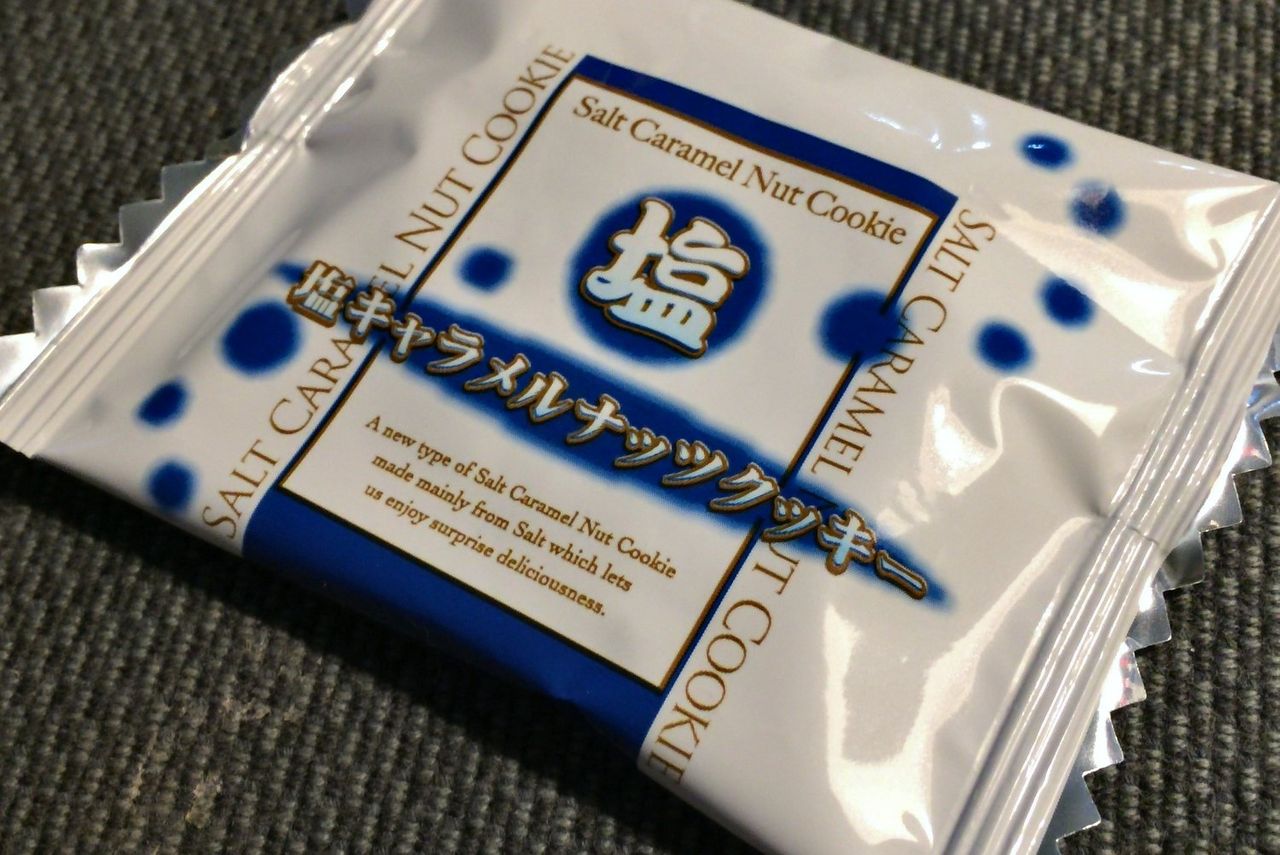 Salt Caramel Nut Cookie
塩
塩キャラメルナッツクッキー
A new type of Salt Caramel Nut Cookie
made mainly from Salt which lets
us enjoy surprise deliciousness.
SALT CARAMEL NUT COOKIE
SALT CARAMEL NUT COOKIE